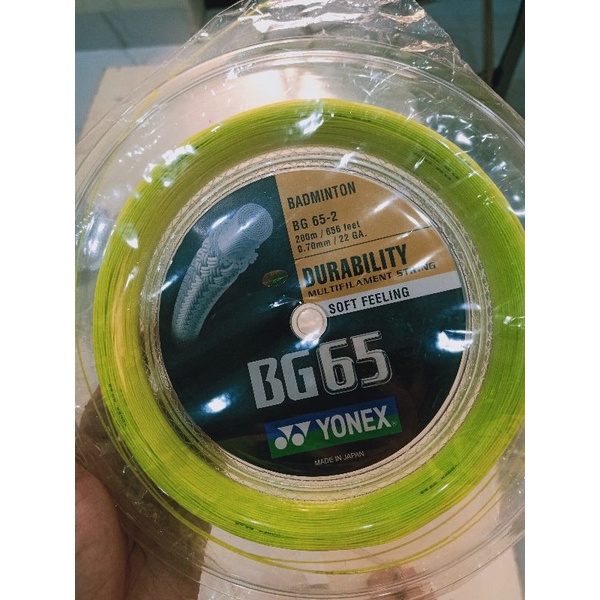 BADMINTON
BG 65-2
200m / 656 feet
0.70mm / 22 GA.
DURABILITY
MULTIFILAMENT STRING
SOFT FEELING
BG65
YONEX
MADE IN JAPAN